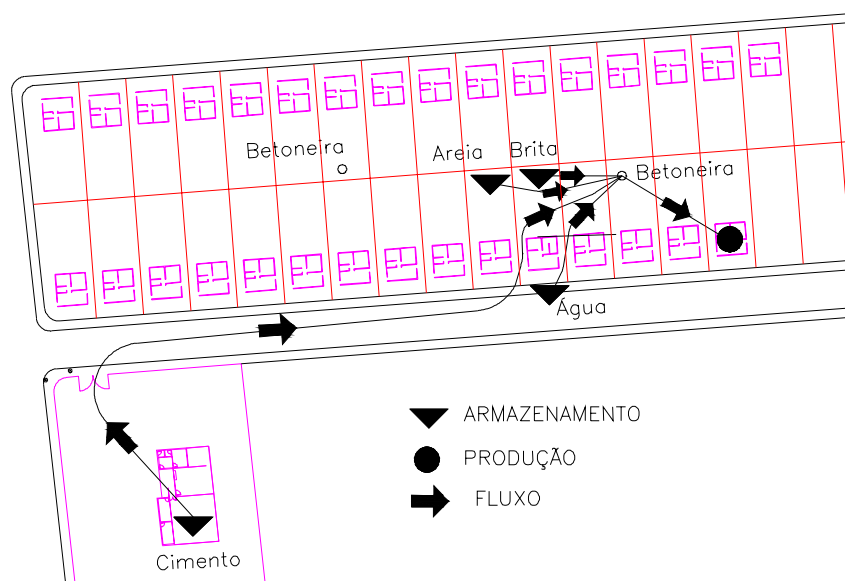 Betoneira
Areia
Brita
Betoneira
Água
ARMAZENAMENTO
PRODUÇÃO
FLUXO
Cimento